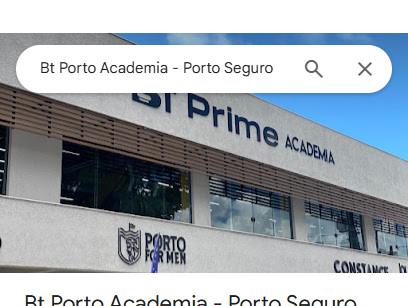 Bt Porto Academia - Porto Seguro
Bt Prime ACADEMIA
PORTO
FOR MEN
CONSTANCE
Bt Porto Academia - Porto Seguro